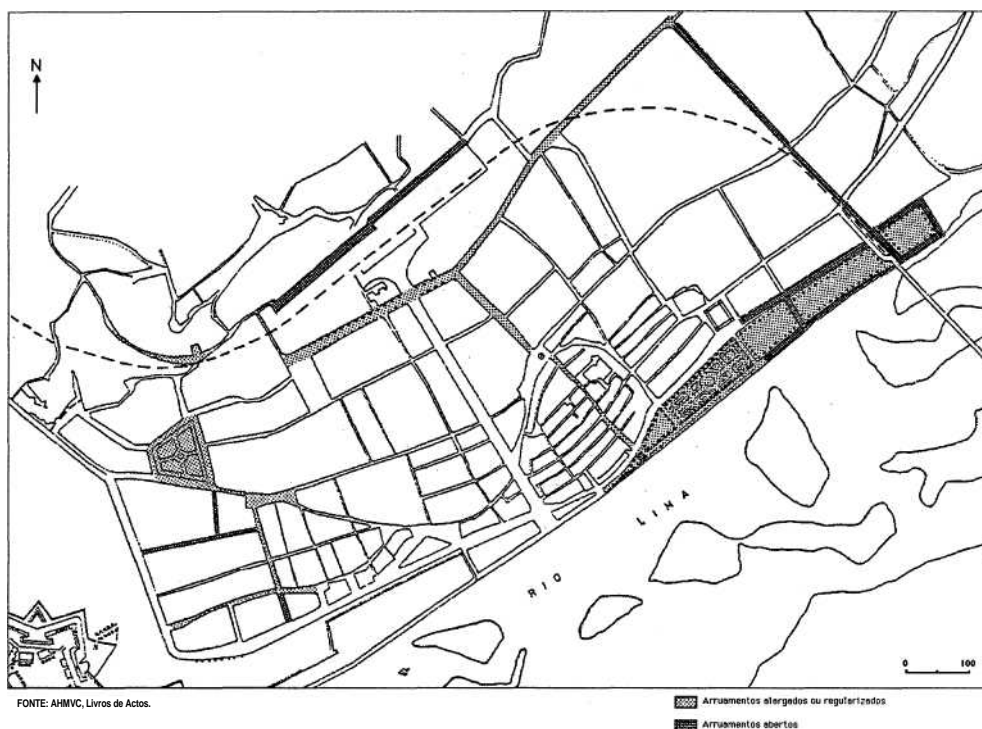 N
RIO LIMA
0 100
FONTE: AHMVC, Livros de Actos.
Arruamentos alargados ou regularizados
Arruamentos abertos